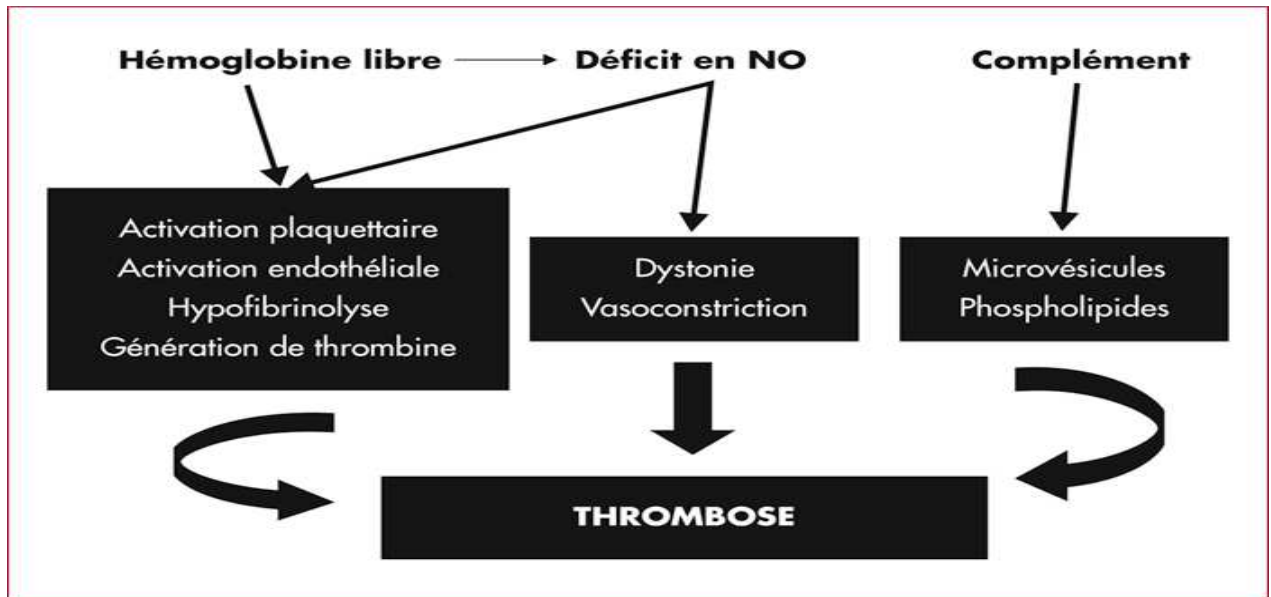 Hémoglobine libre Déficit en NO Complément
Activation plaquettaire
Activation endothéliale
Hypofibrinolyse
Génération de thrombine
Dystonie
Vasoconstriction
Microvésicules
Phospholipides
THROMBOSE